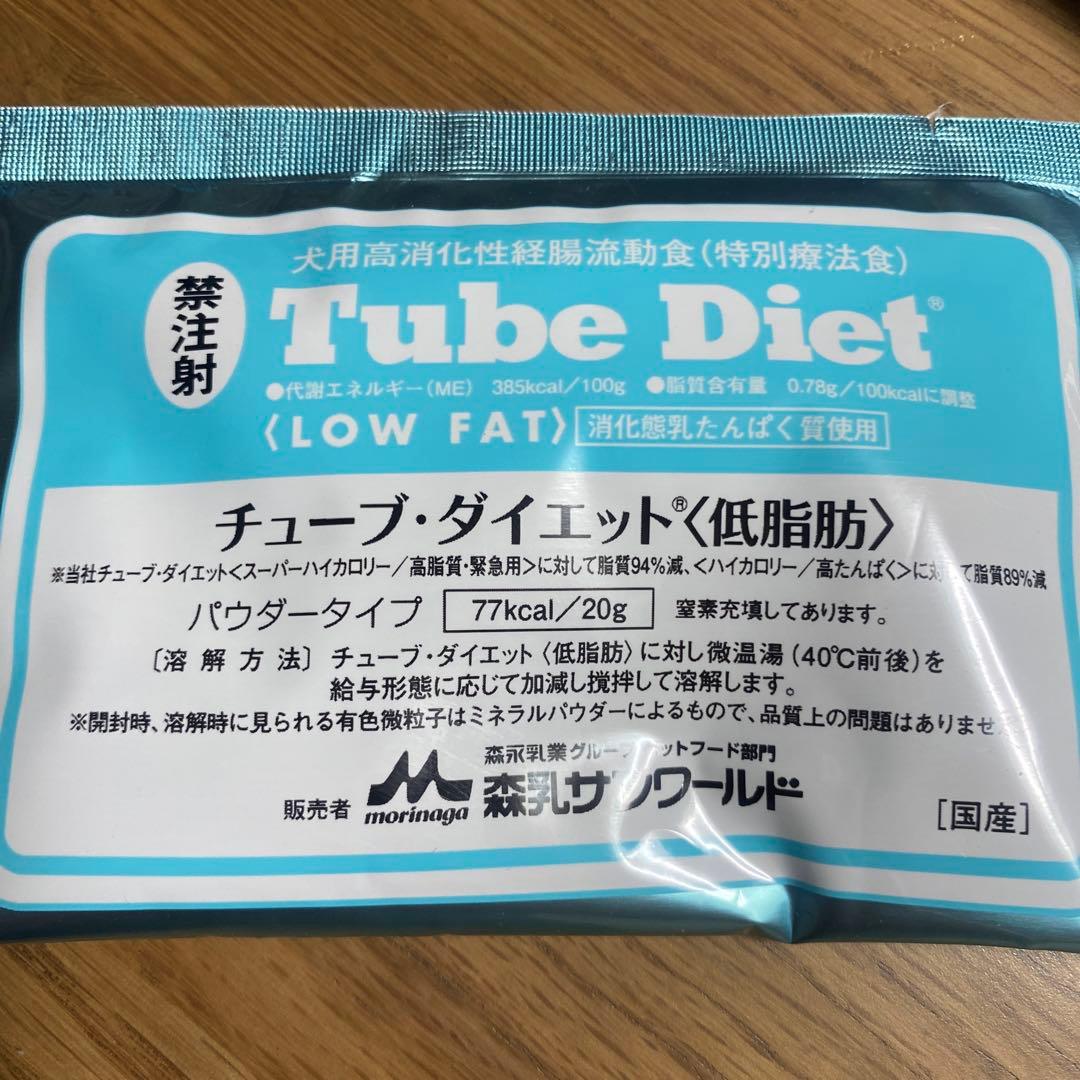 犬用高消化性経腸流動食(特別療法食)
禁注射
Tube Diet®
●代謝エネルギー(ME) 385kcal/100g ●脂質含有量 0.78g/100kcalに調整
〈LOW FAT〉 消化態乳たんぱく質使用
チューブ・ダイエット®〈低脂肪〉
※当社チューブ・ダイエット<スーパーハイカロリー/高脂質・緊急用>に対して脂質94%減、<ハイカロリー/高たんぱく>に対して脂質89%減
パウダータイプ 77kcal/20g 窒素充填してあります。
〔溶解方法〕 チューブ・ダイエット〈低脂肪〉に対し微温湯(40℃前後)を
給与形態に応じて加減し撹拌して溶解します。
※開封時、溶解時に見られる有色微粒子はミネラルパウダーによるもので、品質上の問題はありませ
森永乳業グループペットフード部門
販売者 morinaga 森乳サンワールド
[国産]